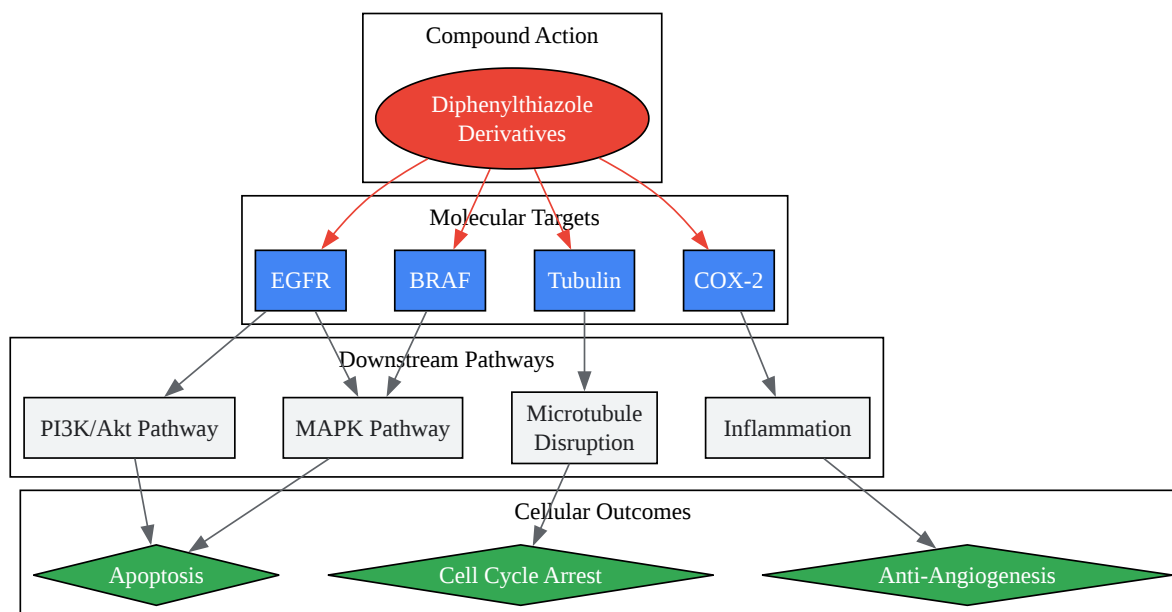 Compound Action
Diphenylthiazole
Derivatives
Molecular Targets
EGFR
BRAF
Tubulin
COX-2
Downstream Pathways
PI3K/Akt Pathway
MAPK Pathway
Microtubule
Disruption
Inflammation
Cellular Outcomes
Apoptosis
Cell Cycle Arrest
Anti-Angiogenesis